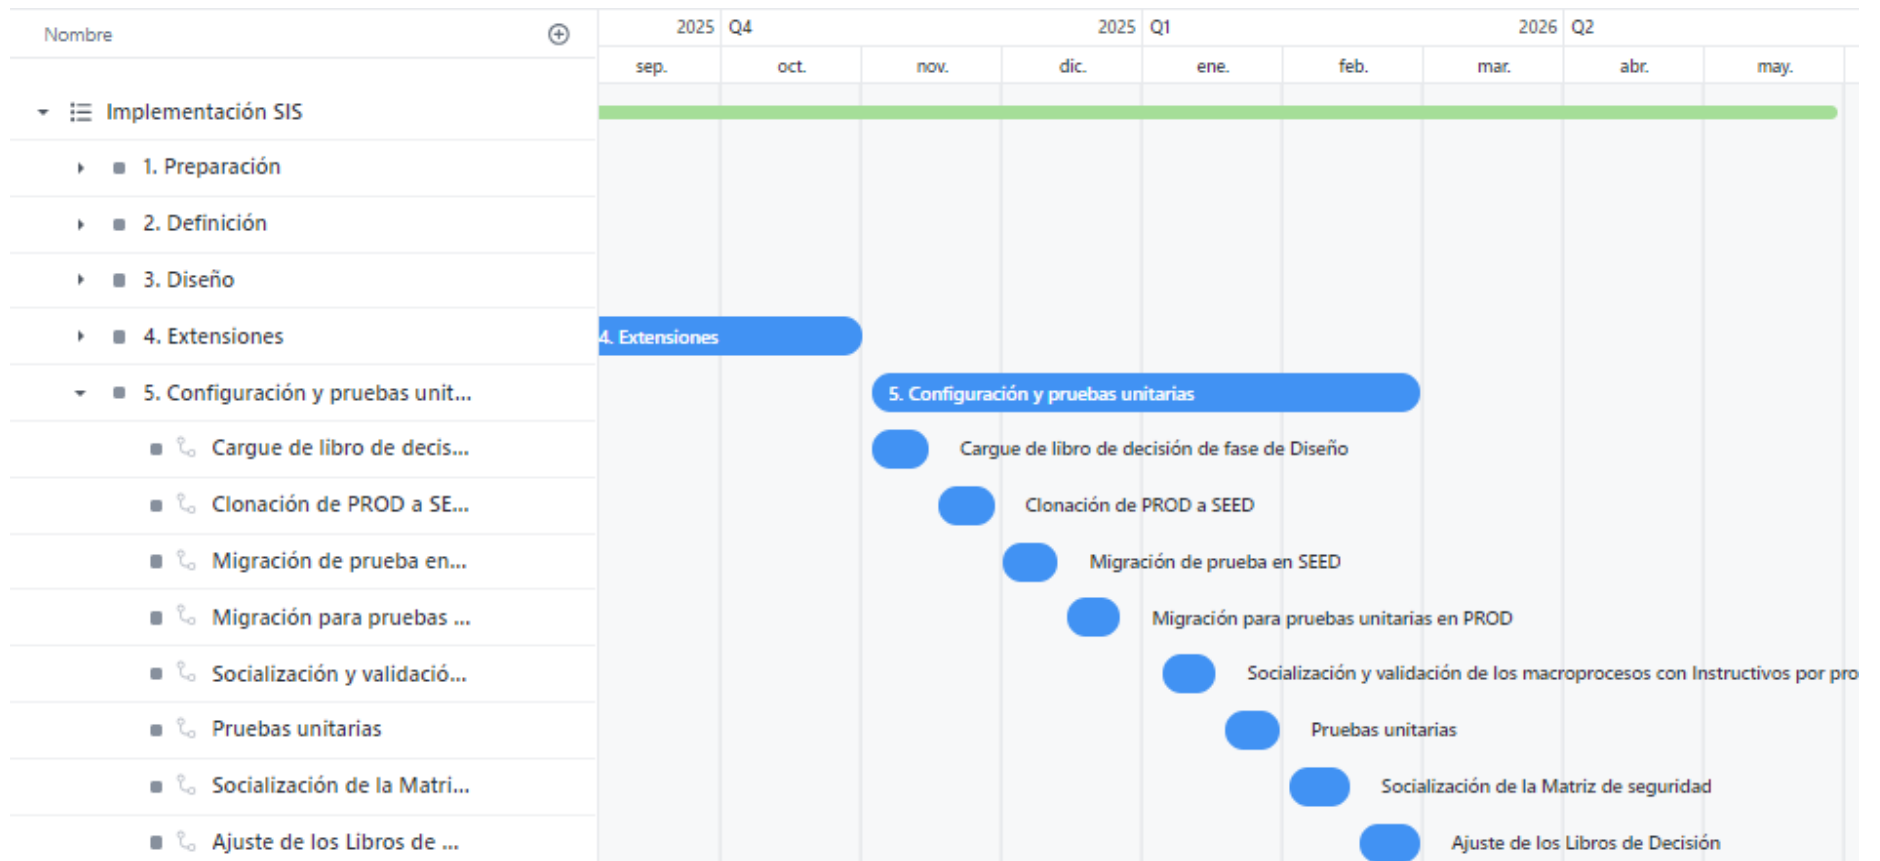 Nombre
2025 Q4 2025 Q1 2026 Q2
sep. oct. nov. dic. ene. feb. mar. abr. may.
Implementación SIS
1. Preparación
2. Definición
3. Diseño
4. Extensiones 4. Extensiones
5. Configuración y pruebas unit... 5. Configuración y pruebas unitarias
Cargue de libro de decis... Cargue de libro de decisión de fase de Diseño
Clonación de PROD a SE... Clonación de PROD a SEED
Migración de prueba en... Migración de prueba en SEED
Migración para pruebas ... Migración para pruebas unitarias en PROD
Socialización y validació... Socialización y validación de los macroprocesos con Instructivos por pro
Pruebas unitarias Pruebas unitarias
Socialización de la Matri... Socialización de la Matriz de seguridad
Ajuste de los Libros de ... Ajuste de los Libros de Decisión